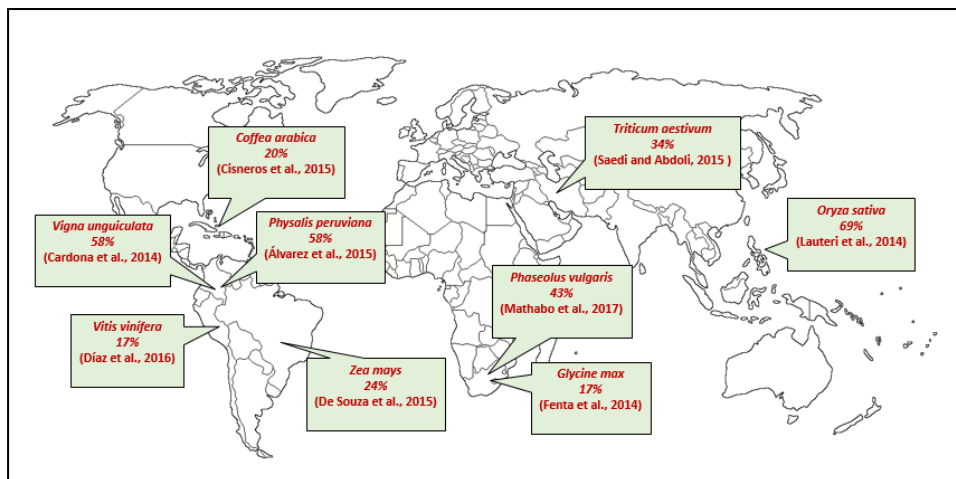 Coffea arabica
20%
(Cisneros et al., 2015)
Triticum aestivum
34%
(Saedi and Abdoli, 2015 )
Vigna unguiculata
58%
(Cardona et al., 2014)
Physalis peruviana
58%
(Álvarez et al., 2015)
Oryza sativa
69%
(Lauteri et al., 2014)
Phaseolus vulgaris
43%
(Mathabo et al., 2017)
Vitis vinífera
17%
(Díaz et al., 2016)
Zea mays
24%
(De Souza et al., 2015)
Glycine max
17%
(Fenta et al., 2014)